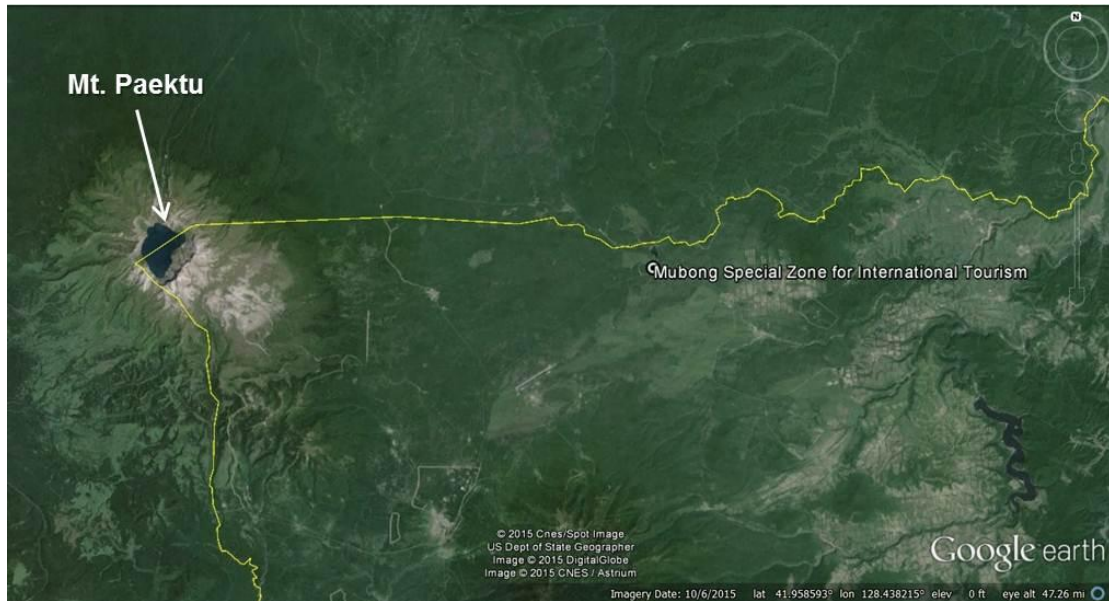 N
Mt. Paektu
Mubong Special Zone for International Tourism
© 2015 Cnes/Spot Image
US Dept of State Geographer
Image © 2015 DigitalGlobe
Image © 2015 CNES / Astrium
Google earth
Imagery Date: 10/6/2015 lat 41.958593° lon 128.438215° elev 0 ft eye alt 47.26 mi